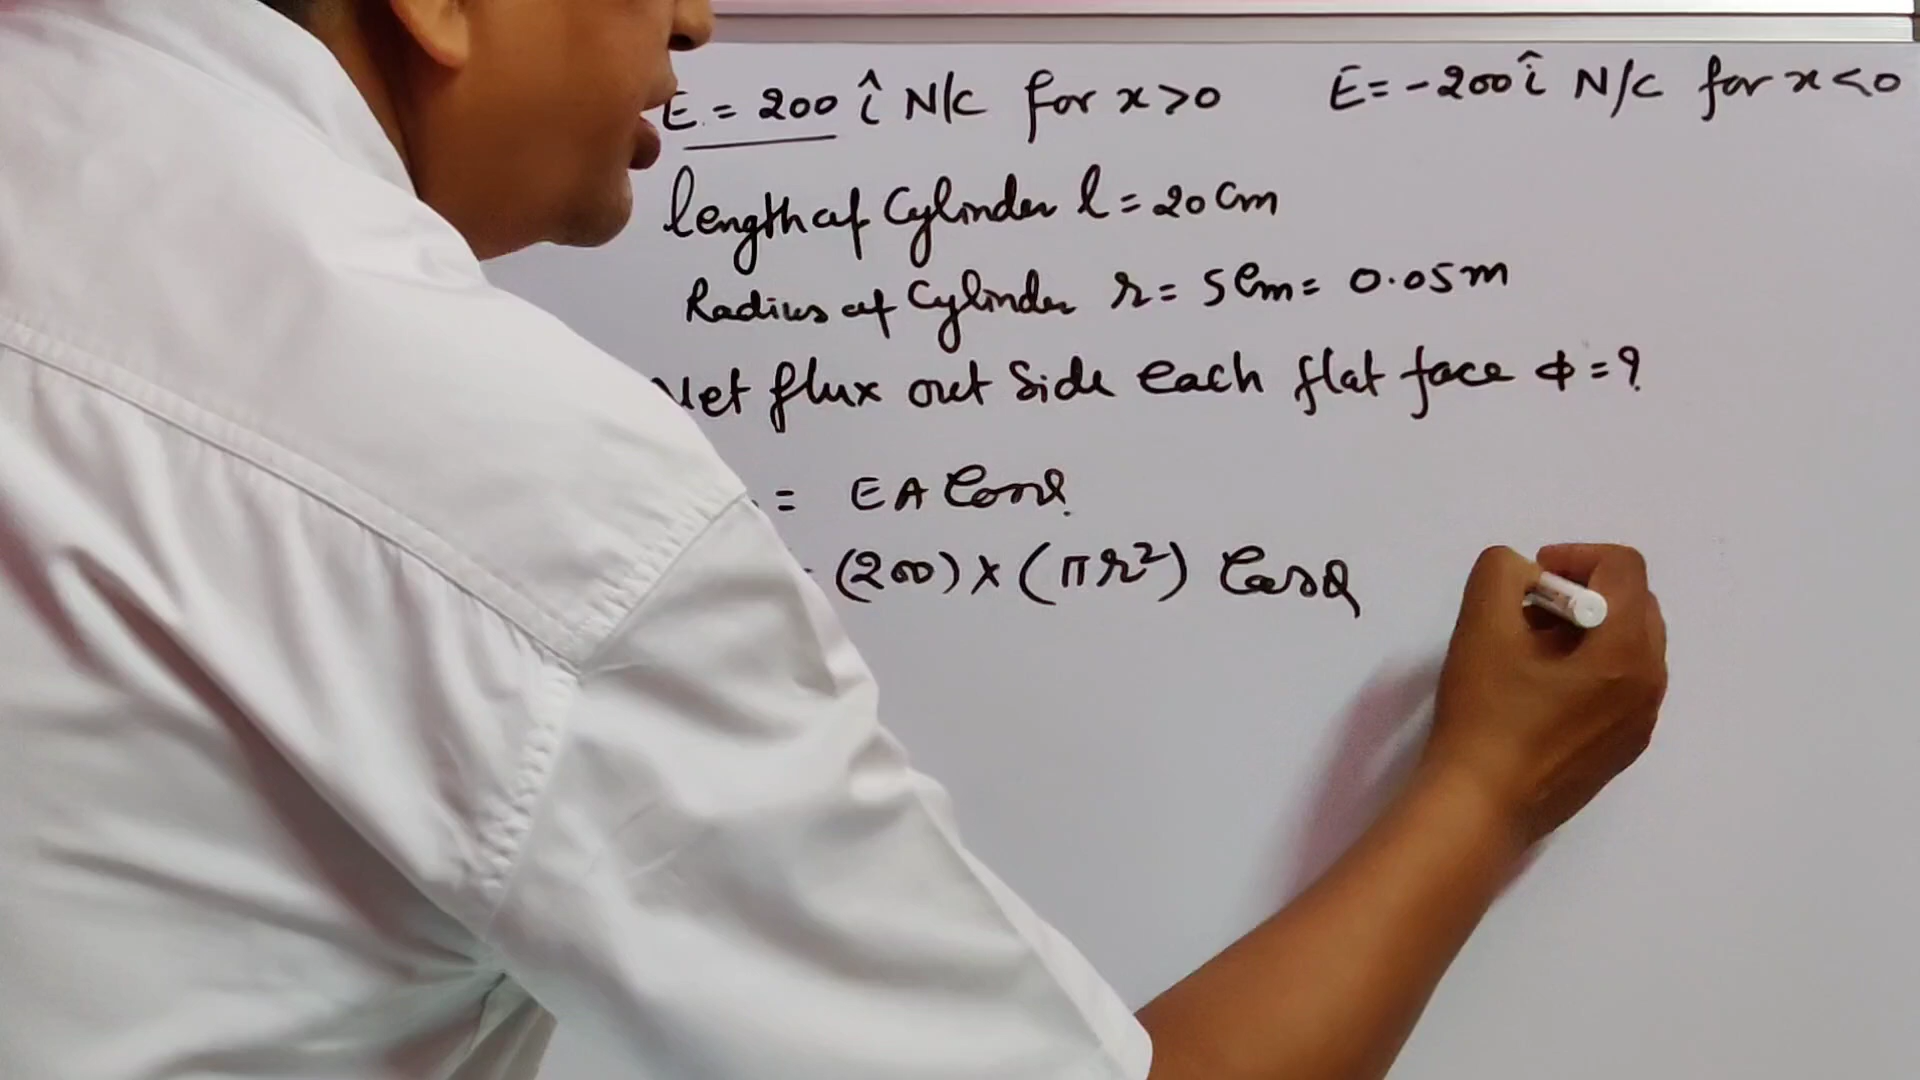 E = 200 î N/C for x>0 E = -200 î N/C for x<0
length of Cylinder l = 20 Cm
Radius of Cylinder r = 5 Cm = 0.05 m
Net flux out Side each flat face Φ = ?
= EA Cosθ
(200) × (πr²) Cosθ